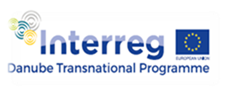 Interreg
EUROPEAN UNION
Danube Transnational Programme